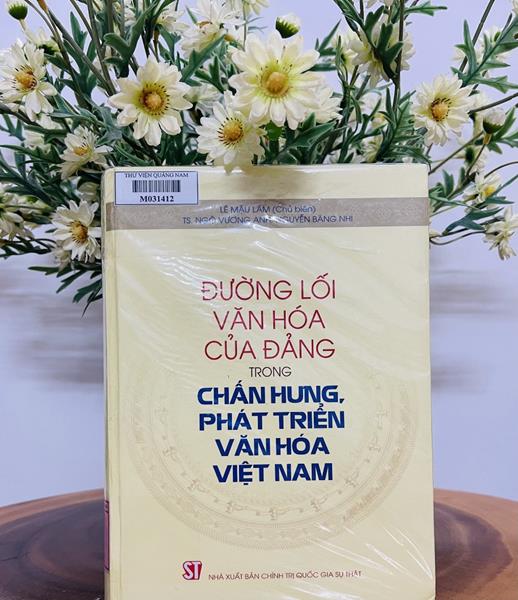 THƯ VIỆN QUẢNG NAM
M031412
LÊ MẬU LÂM (Chủ biên)
TS. NGÔ VƯƠNG ANH, NGUYỄN BĂNG NHI
ĐƯỜNG LỐI
VĂN HÓA
CỦA ĐẢNG
TRONG
CHẤN HƯNG,
PHÁT TRIỂN
VĂN HÓA
VIỆT NAM
ST
NHÀ XUẤT BẢN CHÍNH TRỊ QUỐC GIA SỰ THẬT